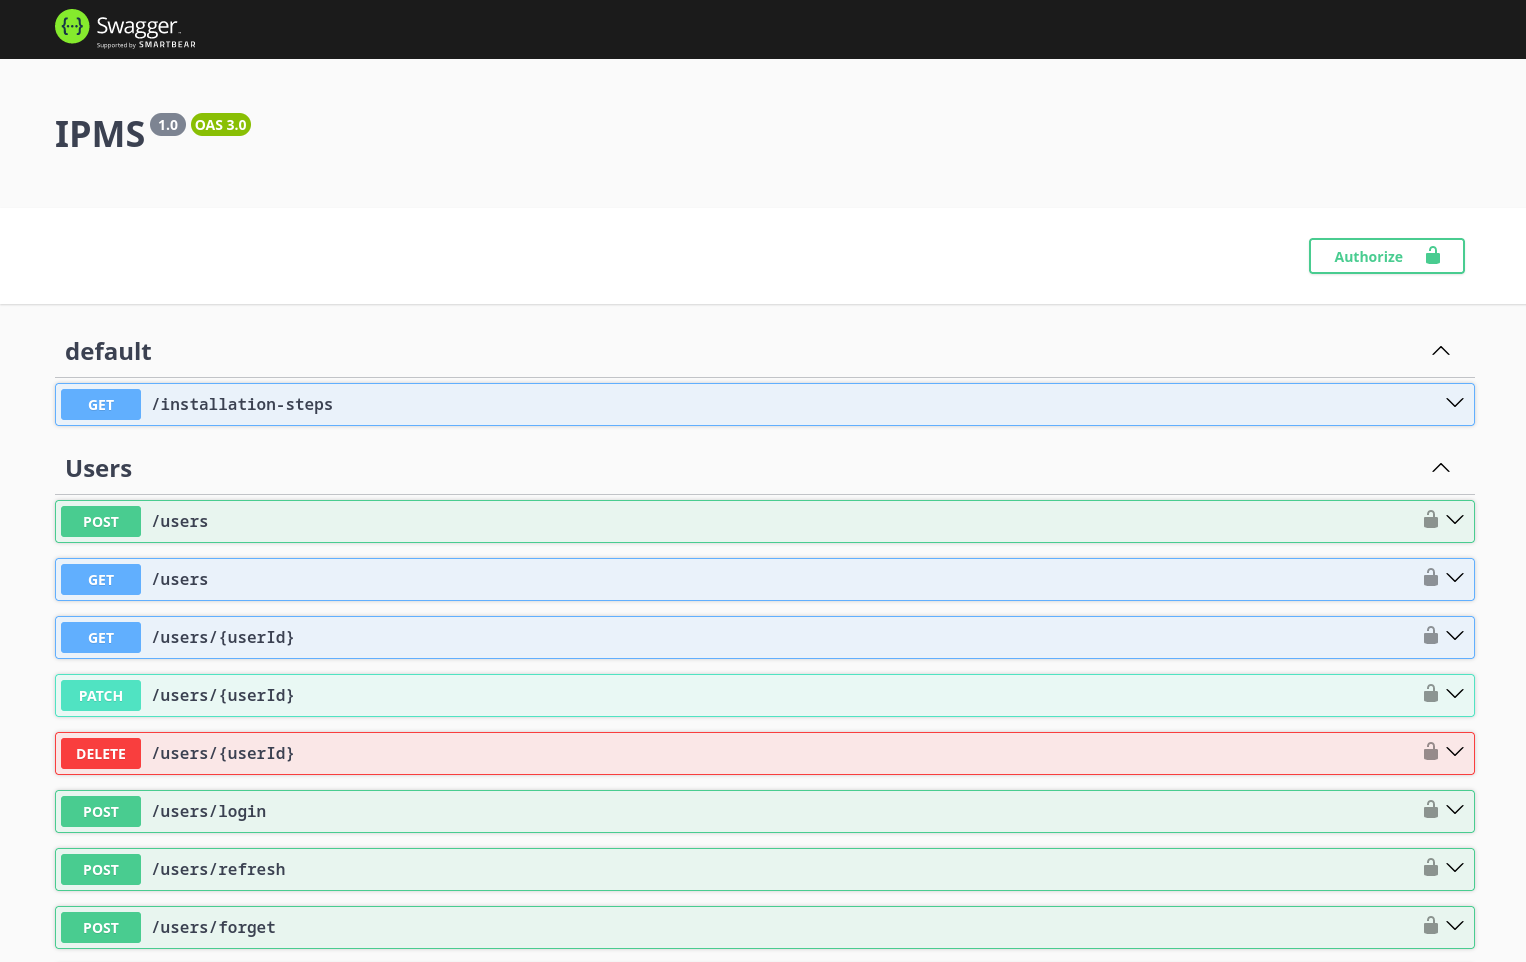 Swagger
Supported by SMARTBEAR
IPMS 1.0 OAS 3.0
Authorize
default
GET /installation-steps
Users
POST /users
GET /users
GET /users/{userId}
PATCH /users/{userId}
DELETE /users/{userId}
POST /users/login
POST /users/refresh
POST /users/forget